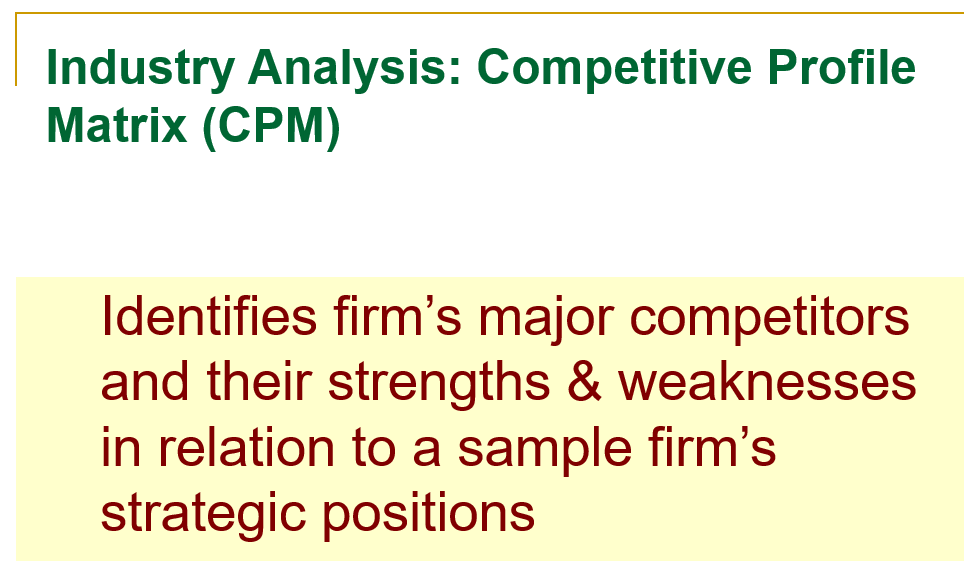 Industry Analysis: Competitive Profile
Matrix (CPM)
Identifies firm’s major competitors
and their strengths & weaknesses
in relation to a sample firm’s
strategic positions